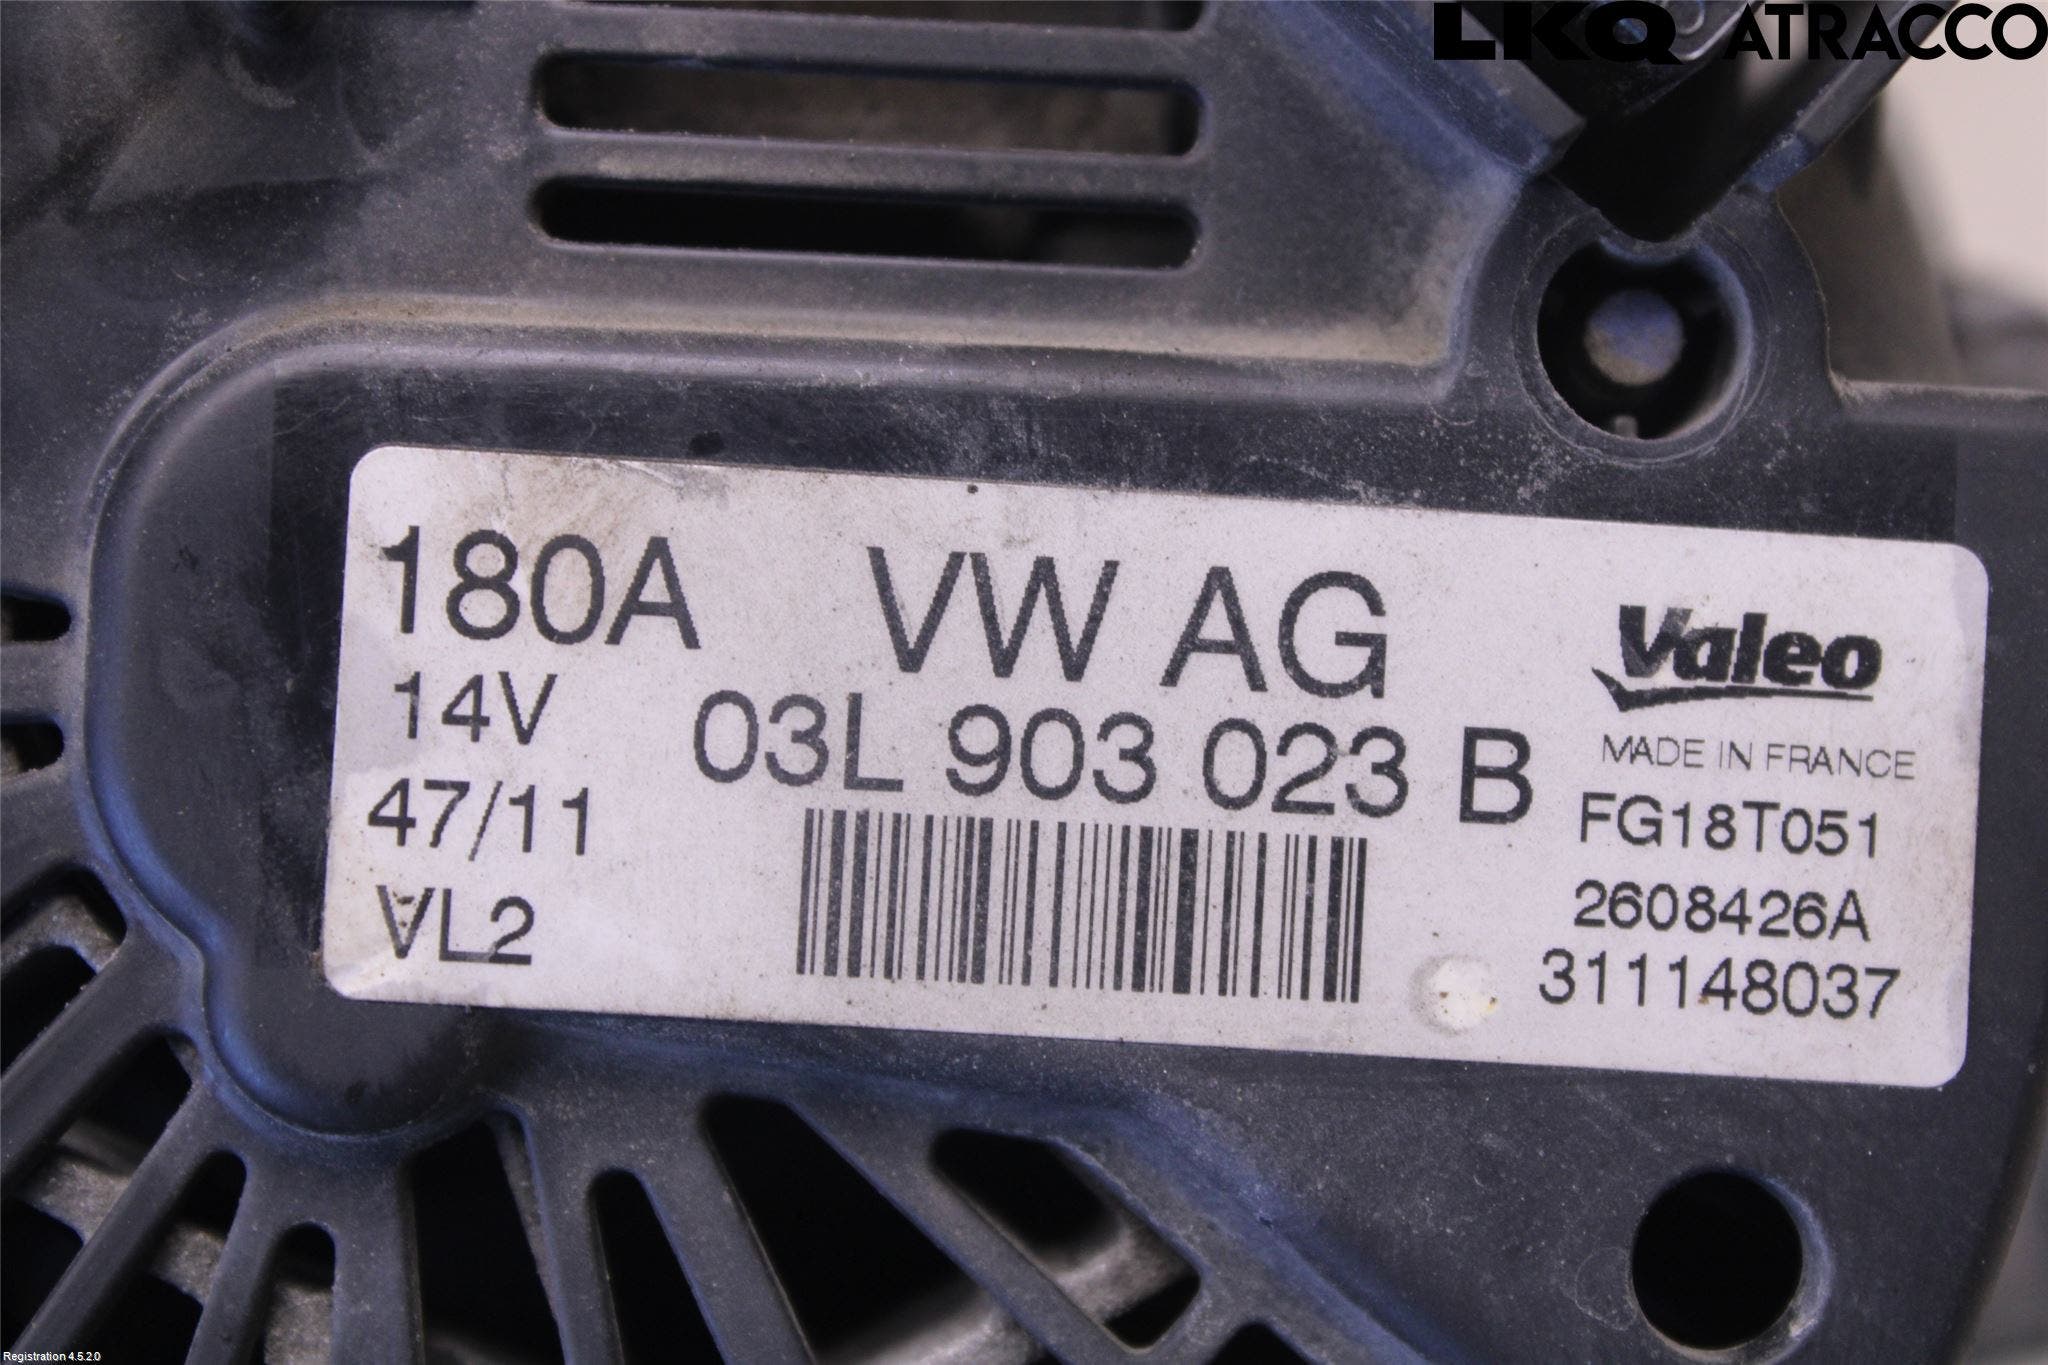 LKQ ATRACCO
180A VW AG
Valeo
14V 03L 903 023 B
MADE IN FRANCE
47/11
FG18T051
VL2
2608426A
311148037
Registration 4.5.2.0